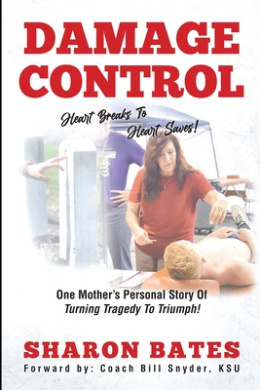 DAMAGE
CONTROL
Heart Breaks To
Heart Saves!
One Mother's Personal Story Of
Turning Tragedy To Triumph!
SHARON BATES
Forward by: Coach Bill Snyder, KSU